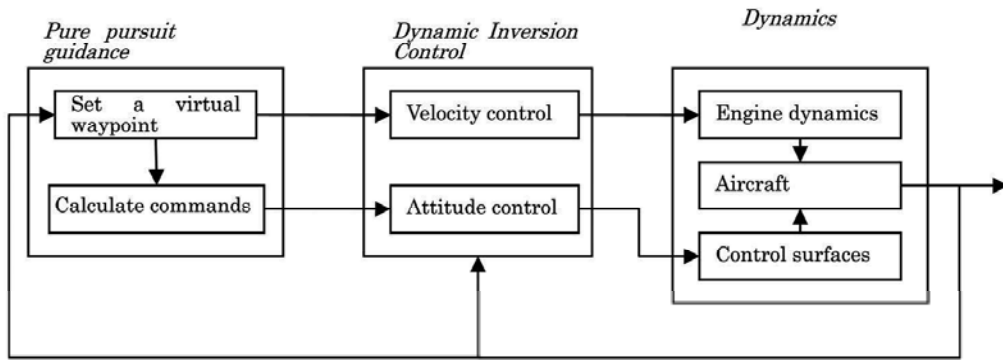 Pure pursuit
guidance
Set a virtual
waypoint
Calculate commands
Dynamic Inversion
Control
Velocity control
Attitude control
Dynamics
Engine dynamics
Aircraft
Control surfaces